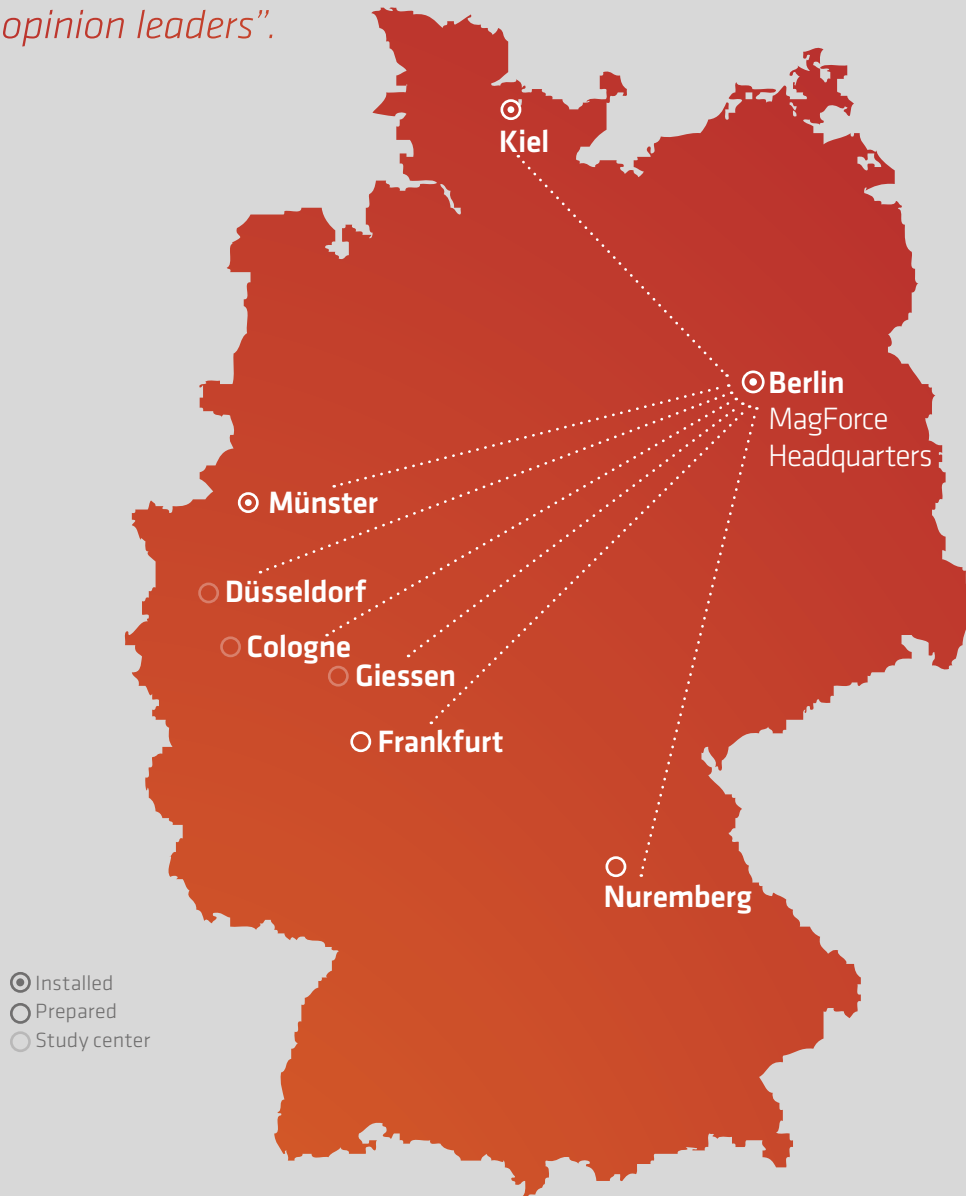 opinion leaders”.
Kiel
Berlin
MagForce
Headquarters
Münster
Düsseldorf
Cologne
Giessen
Frankfurt
Nuremberg
Installed
Prepared
Study center